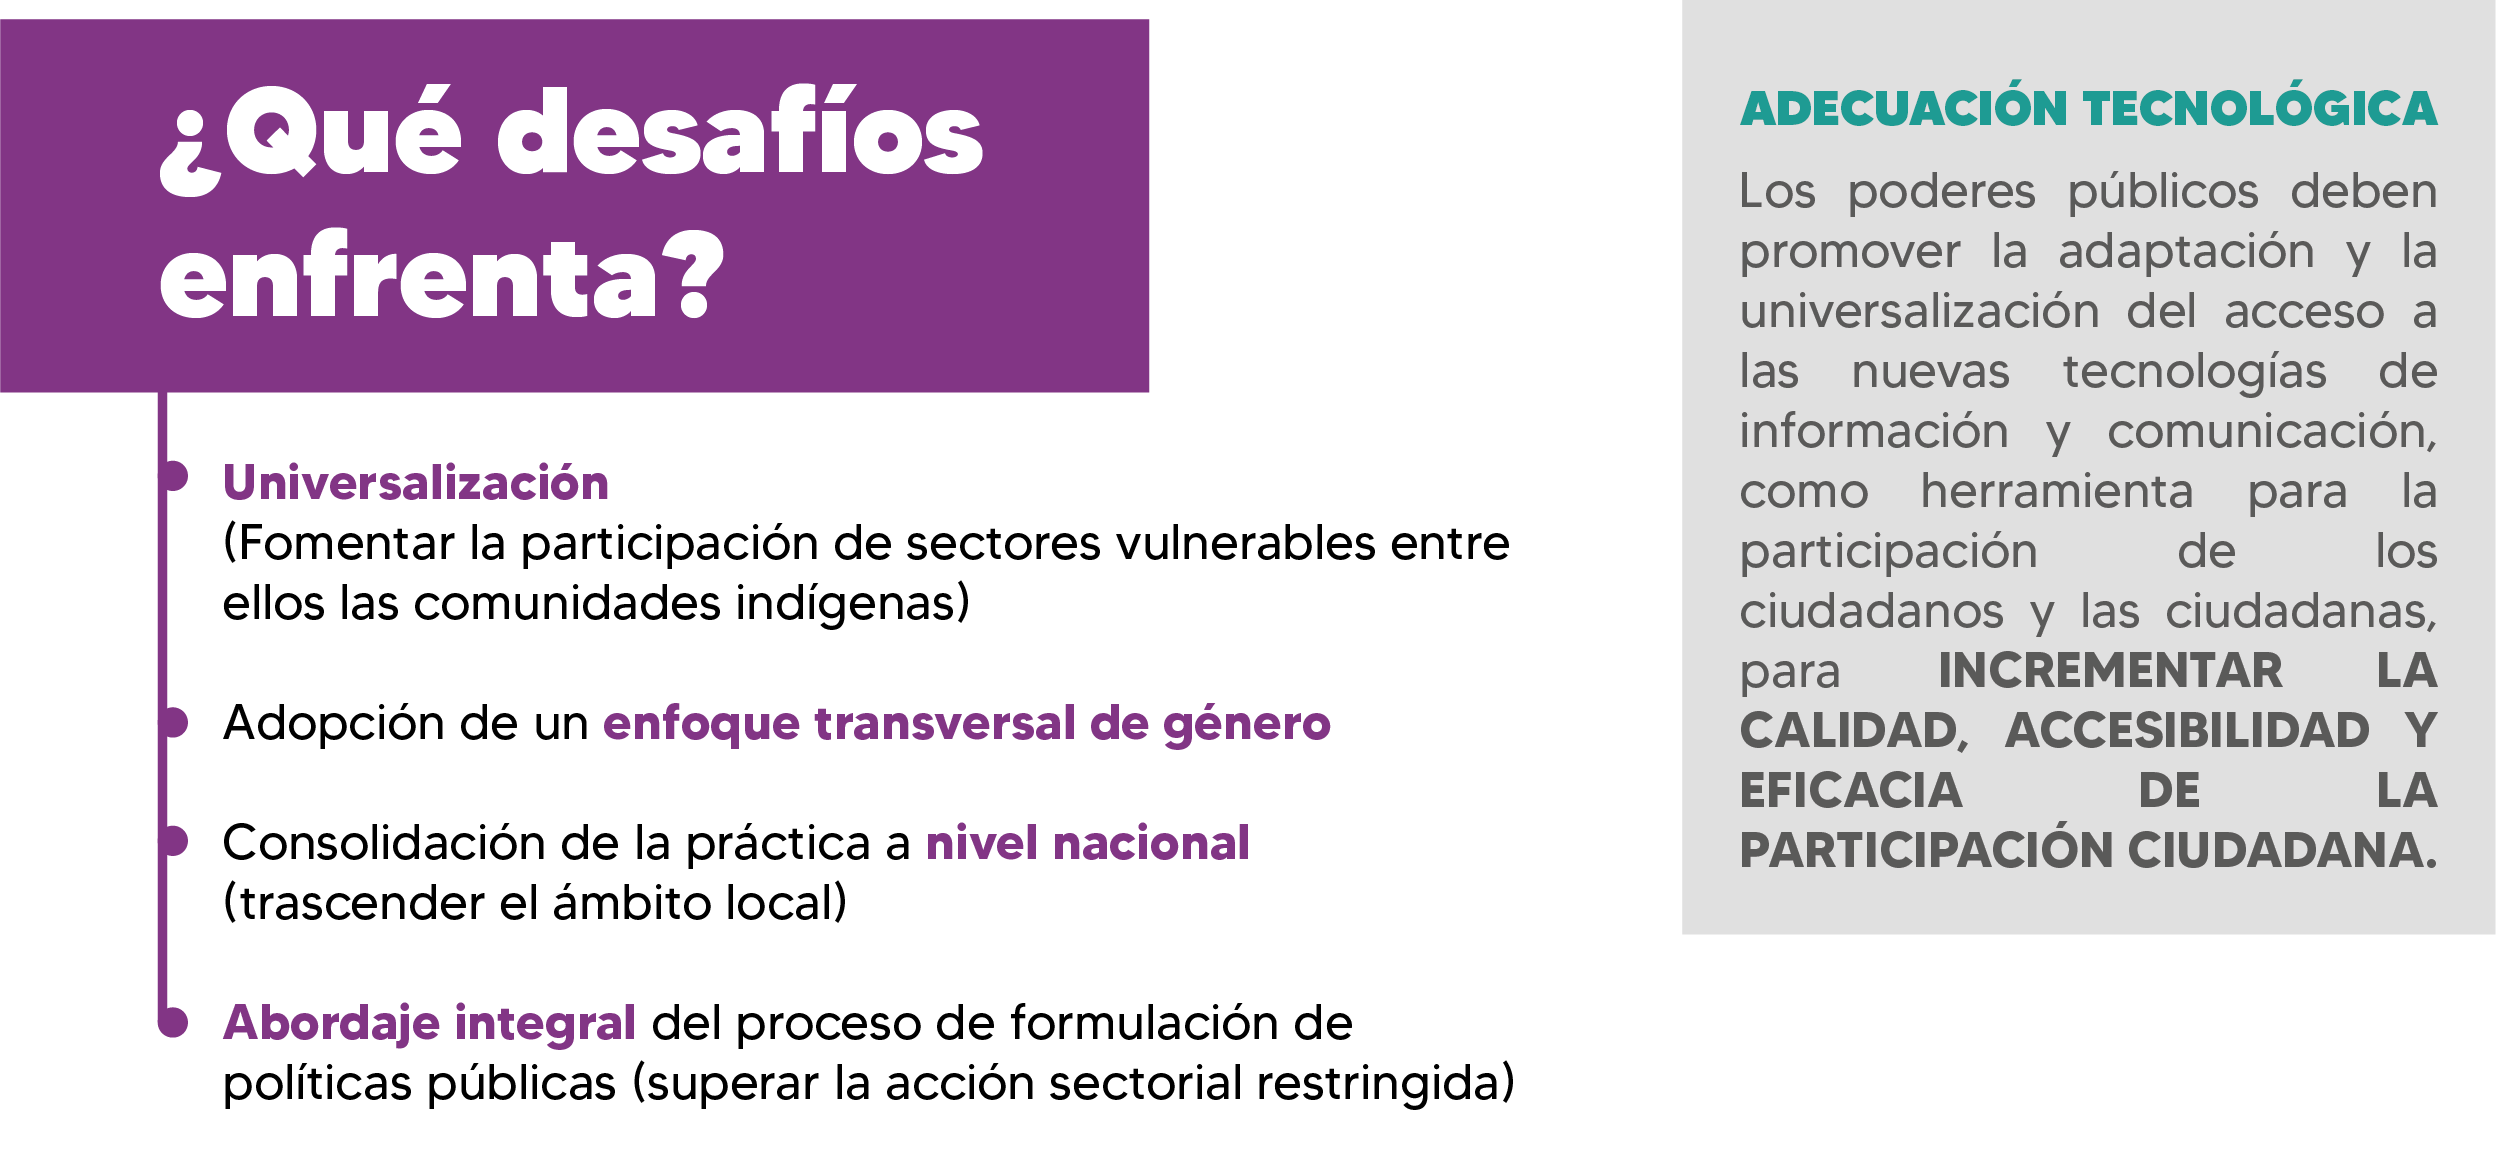 ¿Qué desafíos
enfrenta?
Universalización
(Fomentar la participación de sectores vulnerables entre
ellos las comunidades indígenas)
Adopción de un enfoque transversal de género
Consolidación de la práctica a nivel nacional
(trascender el ámbito local)
Abordaje integral del proceso de formulación de
políticas públicas (superar la acción sectorial restringida)
ADECUACIÓN TECNOLÓGICA
Los poderes públicos deben
promover la adaptación y la
universalización del acceso a
las nuevas tecnologías de
información y comunicación,
como herramienta para la
participación de los
ciudadanos y las ciudadanas,
para INCREMENTAR LA
CALIDAD, ACCESIBILIDAD Y
EFICACIA DE LA
PARTICIPACIÓN CIUDADANA.